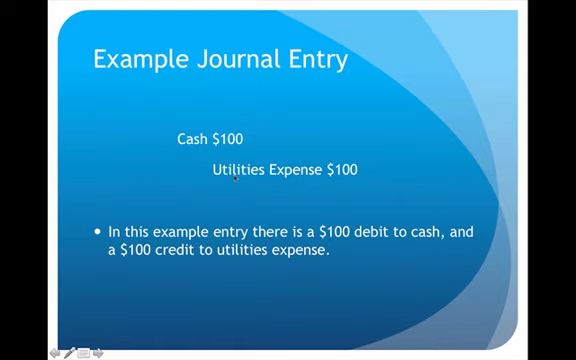 Example Journal Entry
Cash $100
Utilities Expense $100
• In this example entry there is a $100 debit to cash, and
a $100 credit to utilities expense.